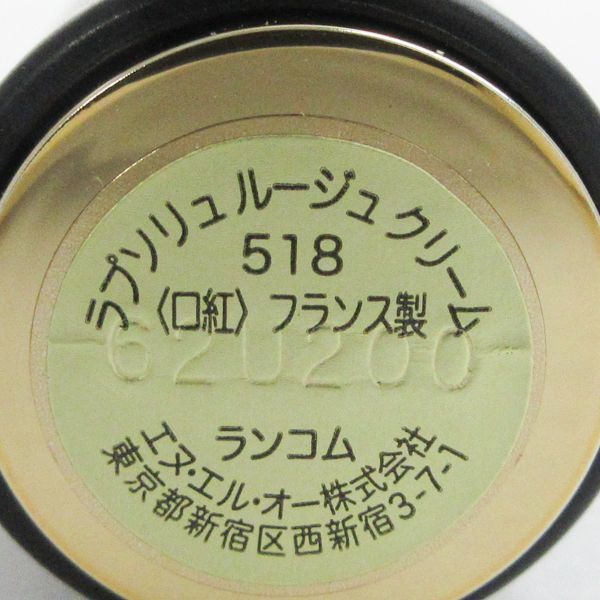 ラプソリュ ルージュ クリーム
518
〈口紅〉フランス製
62U200
ランコム
エヌ・エル・オー株式会社
東京都新宿区西新宿3-7-1